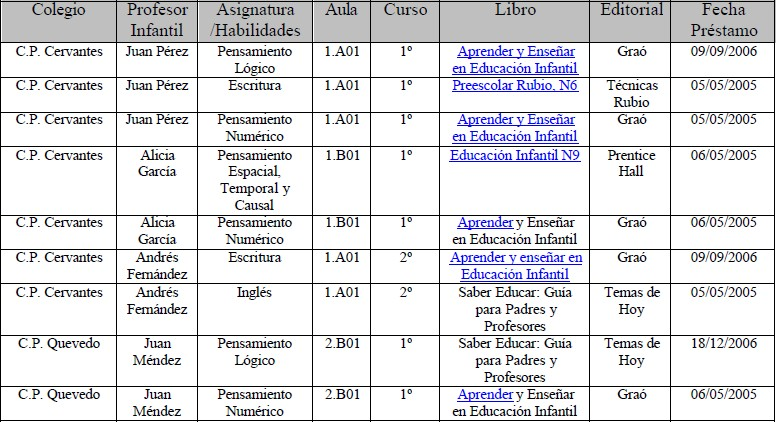 Colegio Profesor Infantil Asignatura /Habilidades Aula Curso Libro Editorial Fecha Préstamo
C.P. Cervantes Juan Pérez Pensamiento Lógico 1.A01 1º Aprender y Enseñar en Educación Infantil Graó 09/09/2006
C.P. Cervantes Juan Pérez Escritura 1.A01 1º Preescolar Rubio, N6 Técnicas Rubio 05/05/2005
C.P. Cervantes Juan Pérez Pensamiento Numérico 1.A01 1º Aprender y Enseñar en Educación Infantil Graó 05/05/2005
C.P. Cervantes Alicia García Pensamiento Espacial, Temporal y Causal 1.B01 1º Educación Infantil N9 Prentice Hall 06/05/2005
C.P. Cervantes Alicia García Pensamiento Numérico 1.B01 1º Aprender y Enseñar en Educación Infantil Graó 06/05/2005
C.P. Cervantes Andrés Fernández Escritura 1.A01 2º Aprender y enseñar en Educación Infantil Graó 09/09/2006
C.P. Cervantes Andrés Fernández Inglés 1.A01 2º Saber Educar: Guía para Padres y Profesores Temas de Hoy 05/05/2005
C.P. Quevedo Juan Méndez Pensamiento Lógico 2.B01 1º Saber Educar: Guía para Padres y Profesores Temas de Hoy 18/12/2006
C.P. Quevedo Juan Méndez Pensamiento Numérico 2.B01 1º Aprender y Enseñar en Educación Infantil Graó 06/05/2005